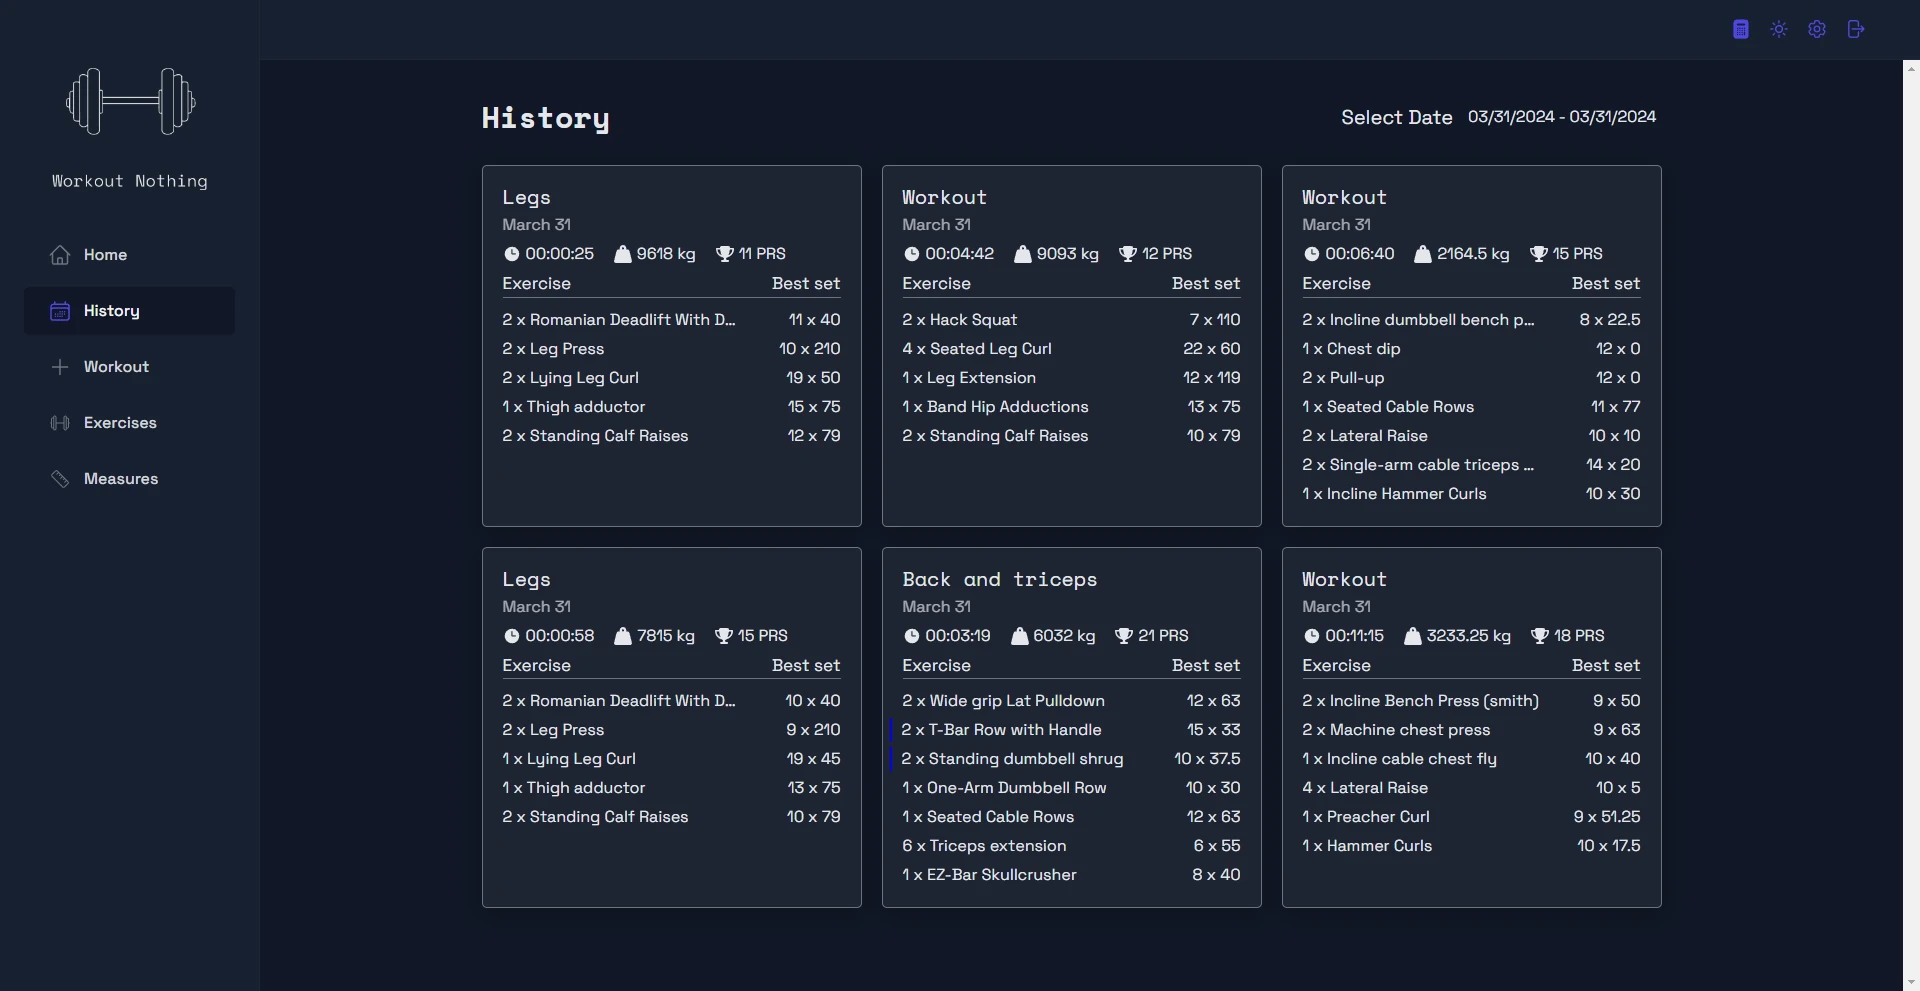 Workout Nothing
Home
History
Workout
Exercises
Measures
History
Select Date 03/31/2024 - 03/31/2024
Legs
March 31
00:00:25 9618 kg 11 PRS
Exercise Best set
2 x Romanian Deadlift With D... 11 x 40
2 x Leg Press 10 x 210
2 x Lying Leg Curl 19 x 50
1 x Thigh adductor 15 x 75
2 x Standing Calf Raises 12 x 79
Workout
March 31
00:04:42 9093 kg 12 PRS
Exercise Best set
2 x Hack Squat 7 x 110
4 x Seated Leg Curl 22 x 60
1 x Leg Extension 12 x 119
1 x Band Hip Adductions 13 x 75
2 x Standing Calf Raises 10 x 79
Workout
March 31
00:06:40 2164.5 kg 15 PRS
Exercise Best set
2 x Incline dumbbell bench p... 8 x 22.5
1 x Chest dip 12 x 0
2 x Pull-up 12 x 0
1 x Seated Cable Rows 11 x 77
2 x Lateral Raise 10 x 10
2 x Single-arm cable triceps ... 14 x 20
1 x Incline Hammer Curls 10 x 30
Legs
March 31
00:00:58 7815 kg 15 PRS
Exercise Best set
2 x Romanian Deadlift With D... 10 x 40
2 x Leg Press 9 x 210
1 x Lying Leg Curl 19 x 45
1 x Thigh adductor 13 x 75
2 x Standing Calf Raises 10 x 79
Back and triceps
March 31
00:03:19 6032 kg 21 PRS
Exercise Best set
2 x Wide grip Lat Pulldown 12 x 63
2 x T-Bar Row with Handle 15 x 33
2 x Standing dumbbell shrug 10 x 37.5
1 x One-Arm Dumbbell Row 10 x 30
1 x Seated Cable Rows 12 x 63
6 x Triceps extension 6 x 55
1 x EZ-Bar Skullcrusher 8 x 40
Workout
March 31
00:11:15 3233.25 kg 18 PRS
Exercise Best set
2 x Incline Bench Press (smith) 9 x 50
2 x Machine chest press 9 x 63
1 x Incline cable chest fly 10 x 40
4 x Lateral Raise 10 x 5
1 x Preacher Curl 9 x 51.25
1 x Hammer Curls 10 x 17.5